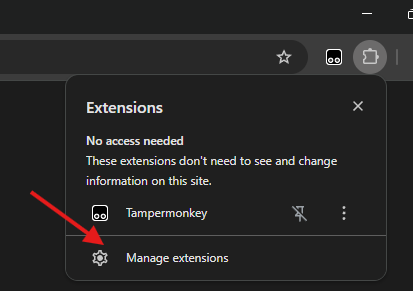 Extensions
No access needed
These extensions don't need to see and change
information on this site.
Tampermonkey
Manage extensions